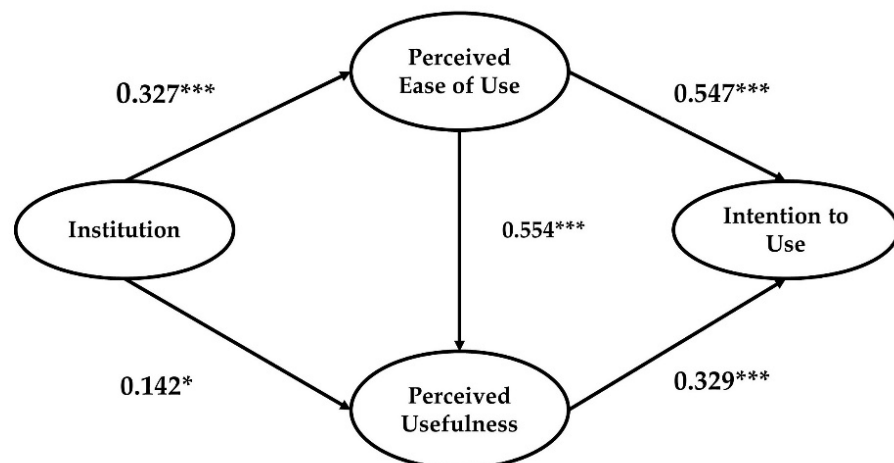 Perceived
Ease of Use
0.327***
0.547***
Institution
0.554***
Intention to
Use
0.142*
Perceived
Usefulness
0.329***